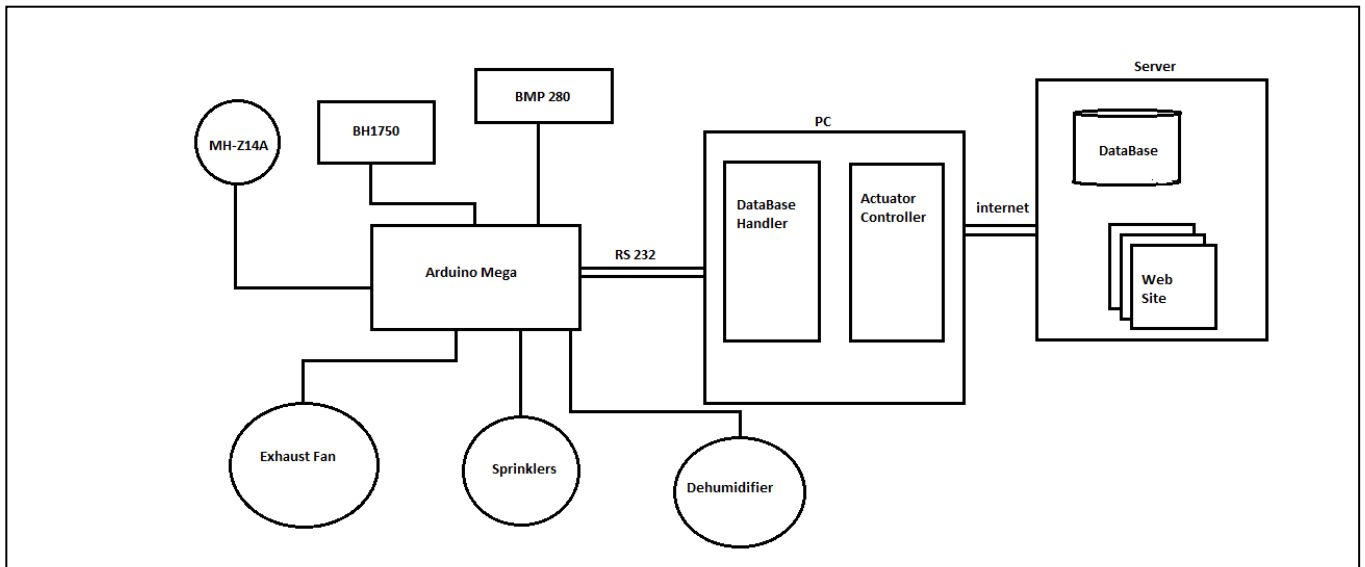 Server
BMP 280
BH1750
PC
MH-Z14A
DataBase
DataBase
Handler
Actuator
Controller
internet
RS 232
Arduino Mega
Web
Site
Exhaust Fan
Sprinklers
Dehumidifier